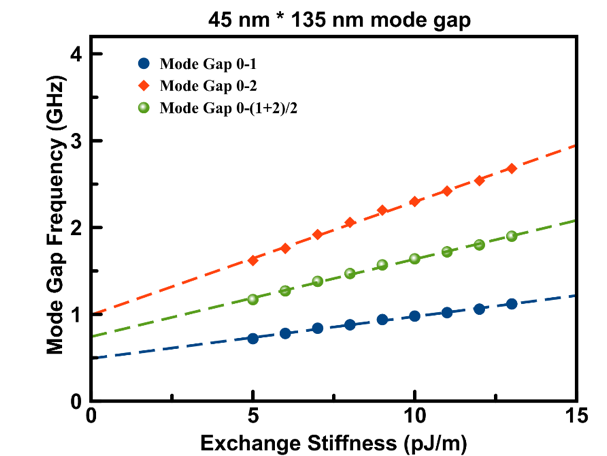 45 nm * 135 nm mode gap
Mode Gap 0-1
Mode Gap 0-2
Mode Gap 0-(1+2)/2
Mode Gap Frequency (GHz)
4
3
2
1
0
0 5 10 15
Exchange Stiffness (pJ/m)